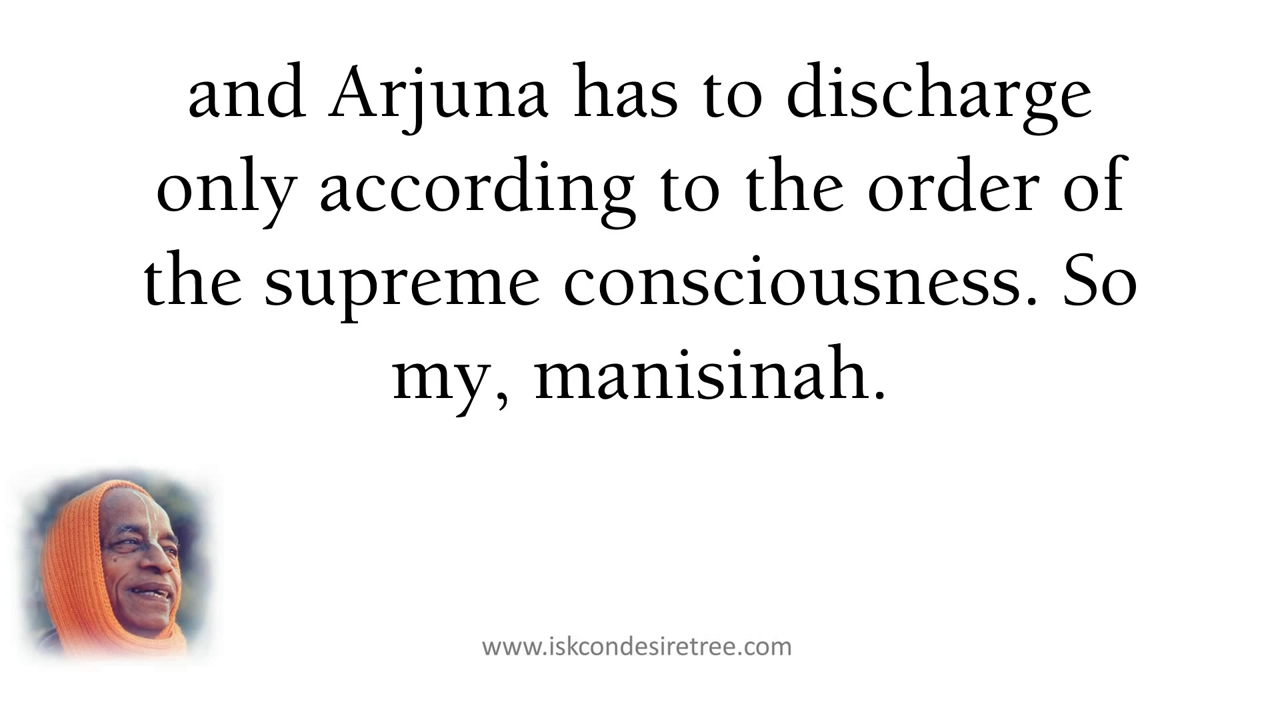 and Arjuna has to discharge
only according to the order of
the supreme consciousness. So
my, manisinah.
www.iskcondesiretree.com